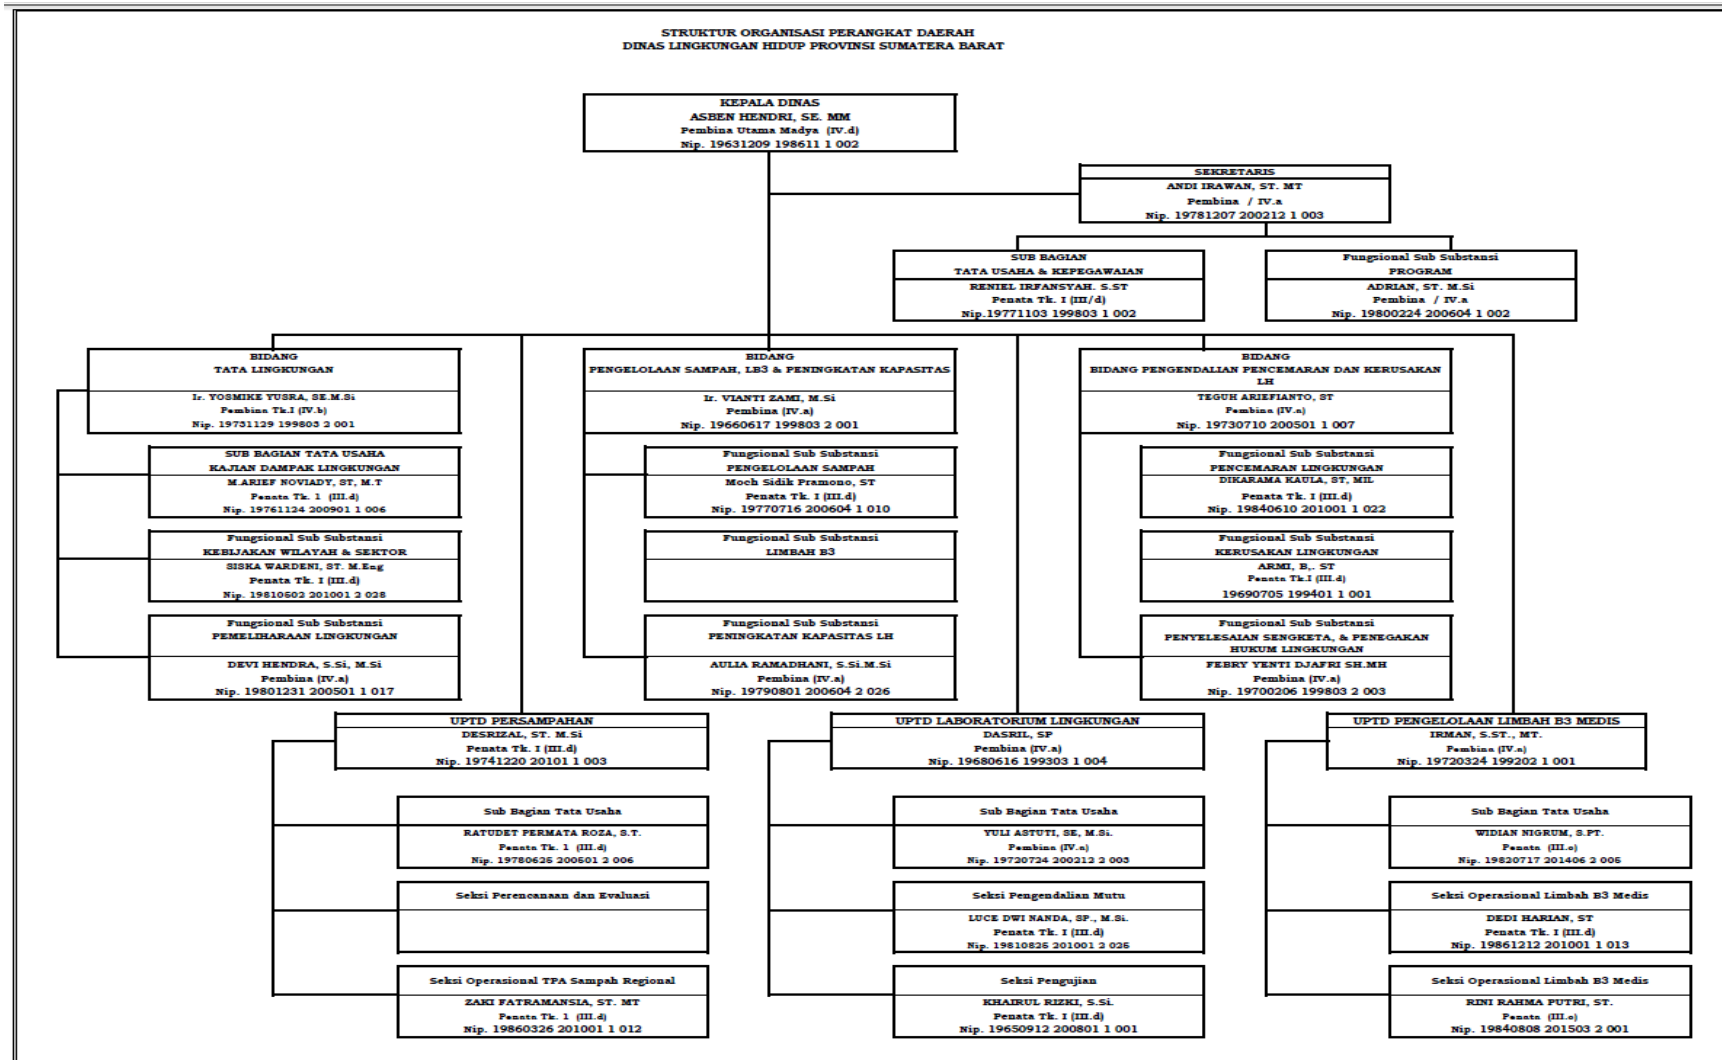 STRUKTUR ORGANISASI PERANGKAT DAERAH
DINAS LINGKUNGAN HIDUP PROVINSI SUMATERA BARAT
KEPALA DINAS
ASBEN HENDRI, SE. MM
Pembina Utama Madya (IV.d)
Nip. 19631209 198611 1 002
SEKRETARIS
ANDI IRAWAN, ST. MT
Pembina / IV.a
Nip. 19781207 200212 1 003
SUB BAGIAN
TATA USAHA & KEPEGAWAIAN
RENIEL IRFANSYAH. S.ST
Penata Tk. I (III/d)
Nip.19771103 199803 1 002
Fungsional Sub Substansi
PROGRAM
ADRIAN, ST. M.Si
Pembina / IV.a
Nip. 19800224 200604 1 002
BIDANG
TATA LINGKUNGAN
Ir. YOSMIKE YUSRA, SE.M.Si
Pembina Tk.I (IV.b)
Nip. 19731129 199803 2 001
SUB BAGIAN TATA USAHA
KAJIAN DAMPAK LINGKUNGAN
M.ARIEF NOVIADY, ST, M.T
Penata Tk. 1 (III.d)
Nip. 19761124 200901 1 006
Fungsional Sub Substansi
KEBIJAKAN WILAYAH & SEKTOR
SISKA WARDENI, ST. M.Eng
Penata Tk. I (III.d)
Nip. 19810502 201001 2 028
Fungsional Sub Substansi
PEMELIHARAAN LINGKUNGAN
DEVI HENDRA, S.Si, M.Si
Pembina (IV.a)
Nip. 19801231 200501 1 017
BIDANG
PENGELOLAAN SAMPAH, LB3 & PENINGKATAN KAPASITAS
Ir. VIANTI ZAMI, M.Si
Pembina (IV.a)
Nip. 19660617 199803 2 001
Fungsional Sub Substansi
PENGELOLAAN SAMPAH
Moch Sidik Pramono, ST
Penata Tk. I (III.d)
Nip. 19770716 200604 1 010
Fungsional Sub Substansi
LIMBAH B3
Fungsional Sub Substansi
PENINGKATAN KAPASITAS LH
AULIA RAMADHANI, S.Si.M.Si
Pembina (IV.a)
Nip. 19790801 200604 2 026
BIDANG
BIDANG PENGENDALIAN PENCEMARAN DAN KERUSAKAN
LH
TEGUH ARIEFIANTO, ST
Pembina (IV.a)
Nip. 19730710 200501 1 007
Fungsional Sub Substansi
PENCEMARAN LINGKUNGAN
DIKARAMA KAULA, ST, MIL
Penata Tk. I (III.d)
Nip. 19840610 201001 1 022
Fungsional Sub Substansi
KERUSAKAN LINGKUNGAN
ARMI, B,. ST
Penata Tk.I (III.d)
19690705 199401 1 001
Fungsional Sub Substansi
PENYELESAIAN SENGKETA, & PENEGAKAN
HUKUM LINGKUNGAN
FEBRY YENTI DJAFRI SH.MH
Pembina (IV.a)
Nip. 19700206 199803 2 003
UPTD PERSAMPAHAN
DESRIZAL, ST. M.Si
Penata Tk. I (III.d)
Nip. 19741220 20101 1 003
Sub Bagian Tata Usaha
RATUDET PERMATA ROZA, S.T.
Penata Tk. 1 (III.d)
Nip. 19780625 200501 2 006
Seksi Perencanaan dan Evaluasi
Seksi Operasional TPA Sampah Regional
ZAKI FATRAMANSIA, ST. MT
Penata Tk. 1 (III.d)
Nip. 19860326 201001 1 012
UPTD LABORATORIUM LINGKUNGAN
DASRIL, SP
Pembina (IV.a)
Nip. 19680616 199303 1 004
Sub Bagian Tata Usaha
YULI ASTUTI, SE, M.Si.
Pembina (IV.a)
Nip. 19720724 200212 2 003
Seksi Pengendalian Mutu
LUCE DWI NANDA, SP., M.Si.
Penata Tk. I (III.d)
Nip. 19810825 201001 2 025
Seksi Pengujian
KHAIRUL RIZKI, S.Si.
Penata Tk. I (III.d)
Nip. 19650912 200801 1 001
UPTD PENGELOLAAN LIMBAH B3 MEDIS
IRMAN, S.ST., MT.
Pembina (IV.a)
Nip. 19720324 199202 1 001
Sub Bagian Tata Usaha
WIDIAN NIGRUM, S.PT.
Penata (III.c)
Nip. 19820717 201406 2 005
Seksi Operasional Limbah B3 Medis
DEDI HARIAN, ST
Penata Tk. I (III.d)
Nip. 19861212 201001 1 013
Seksi Operasional Limbah B3 Medis
RINI RAHMA PUTRI, ST.
Penata (III.c)
Nip. 19840808 201503 2 001